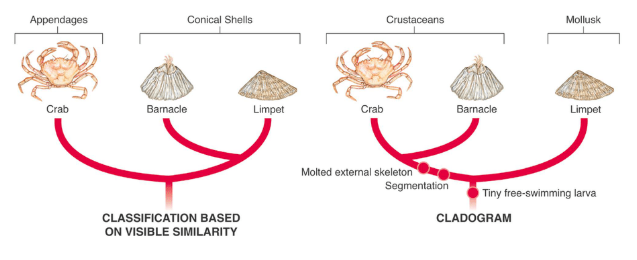 Appendages
Conical Shells
Crustaceans
Mollusk
Crab
Barnacle
Limpet
Crab
Barnacle
Limpet
Molted external skeleton
Segmentation
Tiny free-swimming larva
CLASSIFICATION BASED
ON VISIBLE SIMILARITY
CLADOGRAM